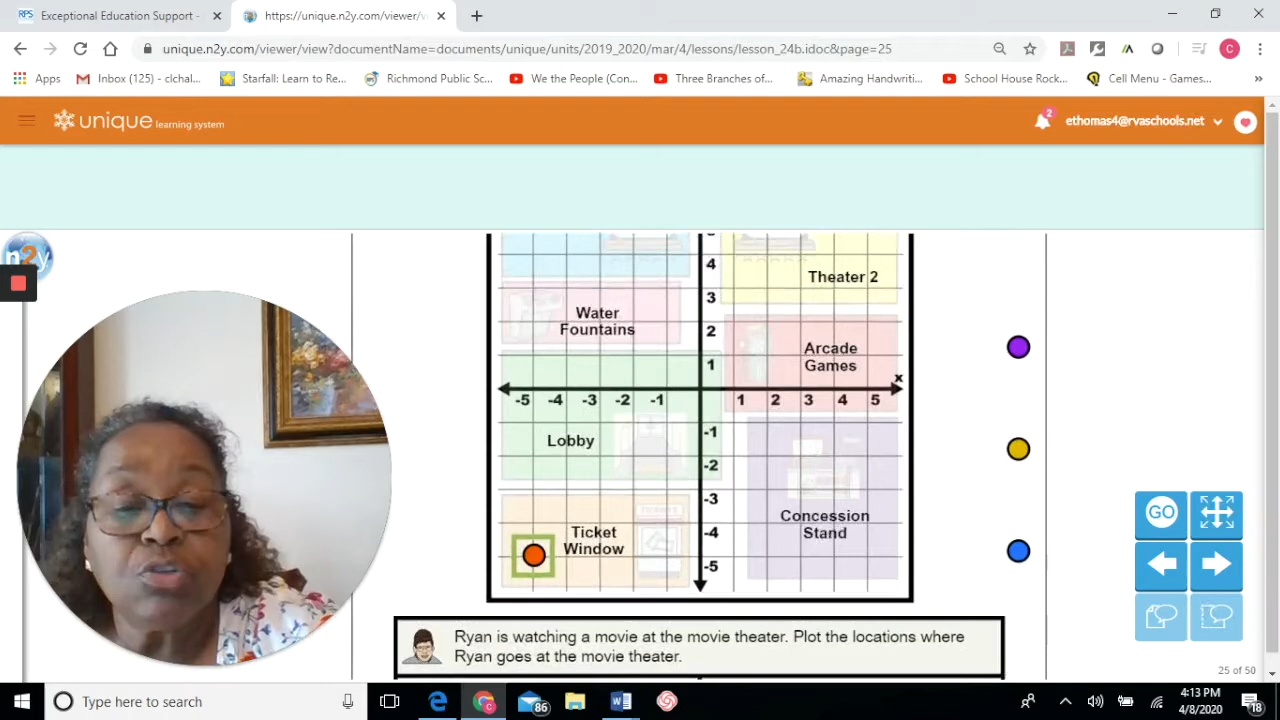 RPS Exceptional Education Support -
https://unique.n2y.com/viewer/v
unique.n2y.com/viewer/view?documentName=documents/unique/units/2019_2020/mar/4/lessons/lesson_24b.idoc&page=25
C
Apps
Inbox (125) - clchal...
Starfall: Learn to Re...
Richmond Public Sc...
We the People (Con...
Three Branches of...
Amazing Handwriti...
School House Rock...
Cell Menu - Games...
»
unique learning system
2
ethomas4@rvaschools.net
n2y
4
Theater 2
3
Water
Fountains
2
Arcade
Games
1
x
-5 -4 -3 -2 -1 1 2 3 4 5
-1
Lobby
-2
-3
Concession
Stand
Ticket
Window
-4
-5
GO
Ryan is watching a movie at the movie theater. Plot the locations where
Ryan goes at the movie theater.
25 of 50
Type here to search
86
4:13 PM
4/8/2020
18